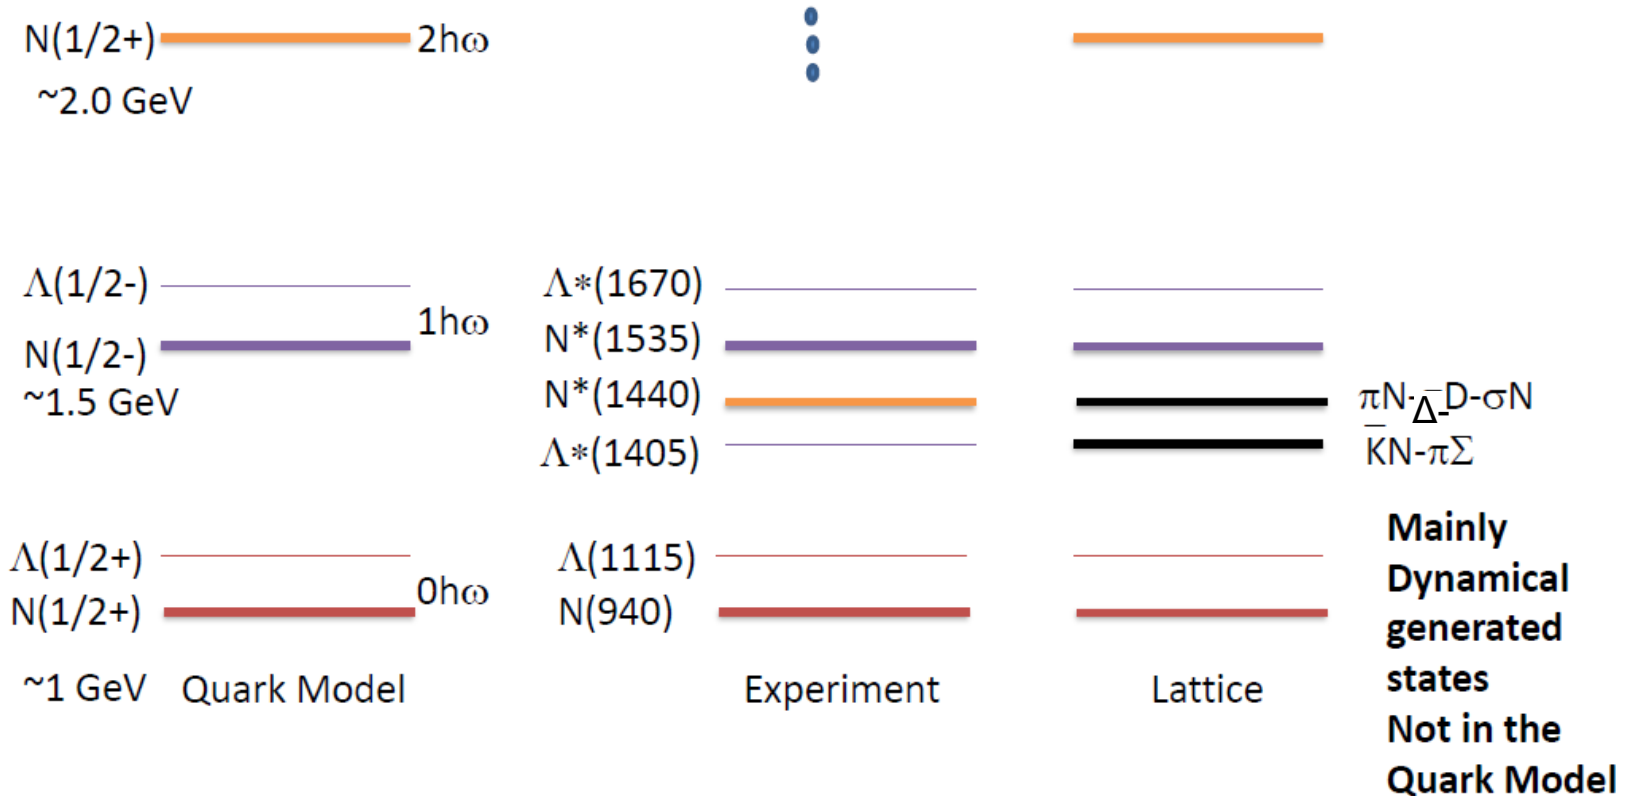 N(1/2+) 2hω
~2.0 GeV
Λ(1/2-)
1hω
N(1/2-)
~1.5 GeV
Λ(1/2+)
0hω
N(1/2+)
~1 GeV Quark Model
Λ*(1670)
N*(1535)
N*(1440)
Λ*(1405)
Λ(1115)
N(940)
Experiment
Lattice
πN-Δ-D-σN
K̅N-πΣ
Mainly
Dynamical
generated
states
Not in the
Quark Model